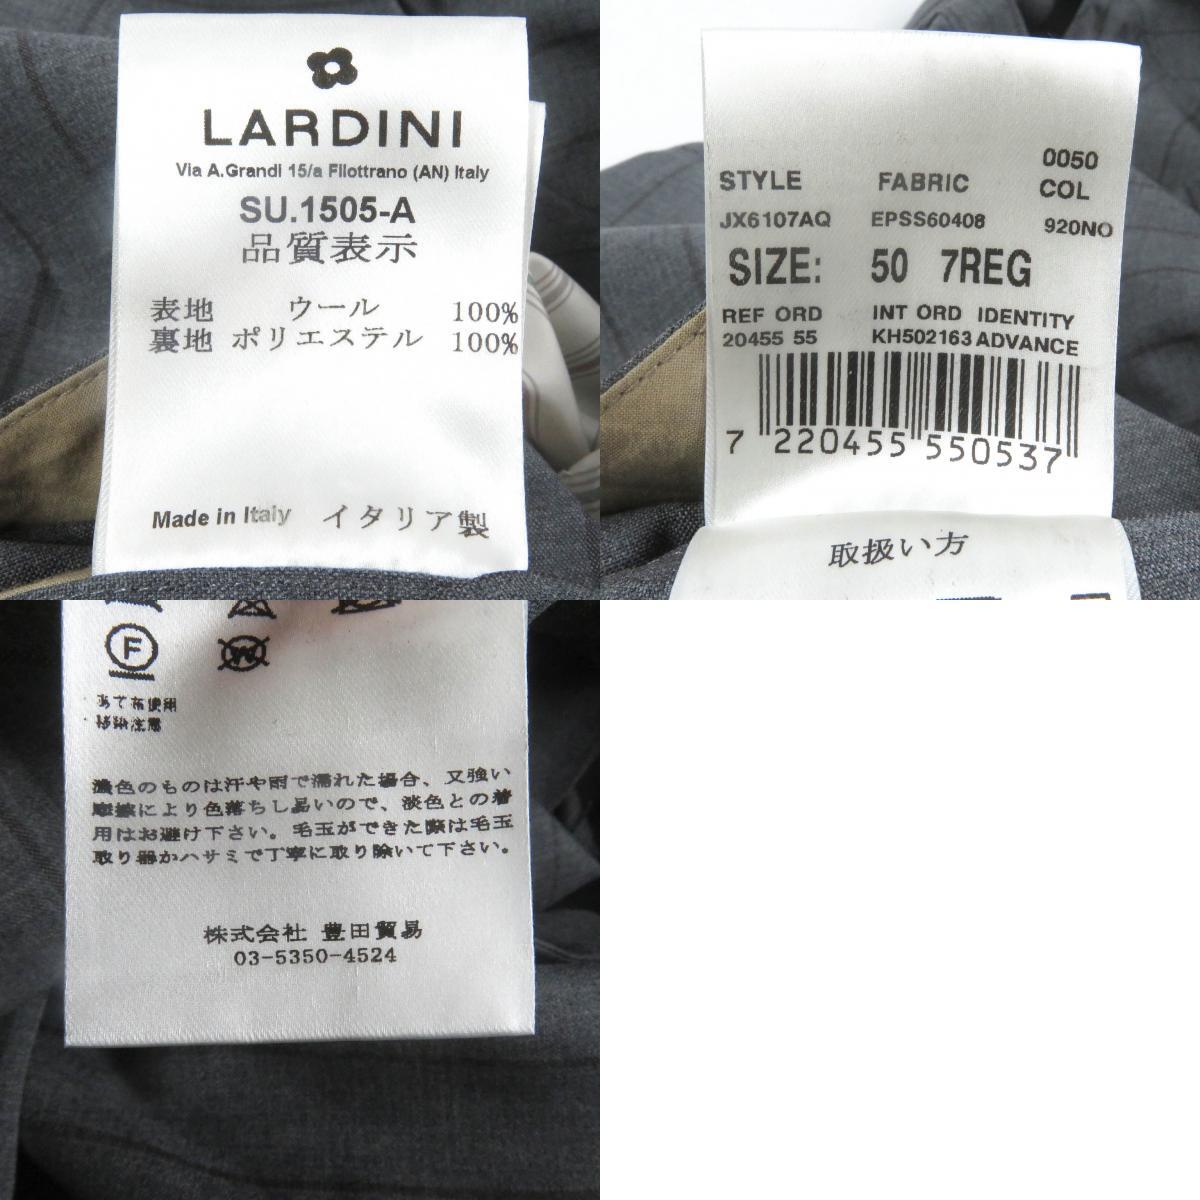 LARDINI
Via A.Grandi 15/a Filottrano (AN) Italy
SU.1505-A
品質表示
表地 ウール 100%
裏地 ポリエステル 100%
Made in Italy イタリア製
0050
STYLE FABRIC COL
JX6107AQ EPSS60408 920NO
SIZE: 50 7REG
REF ORD INT ORD IDENTITY
20455 55 KH502163 ADVANCE
7 220455 550537
取扱い方
F
W
・あて布使用
・移染注意
濃色のものは汗や雨で濡れた場合、又強い
摩擦により色落ちし易いので、淡色との着
用はお避け下さい。毛玉ができた際は毛玉
取り器かハサミで丁寧に取り除いて下さい。
株式会社 豊田貿易
03-5350-4524